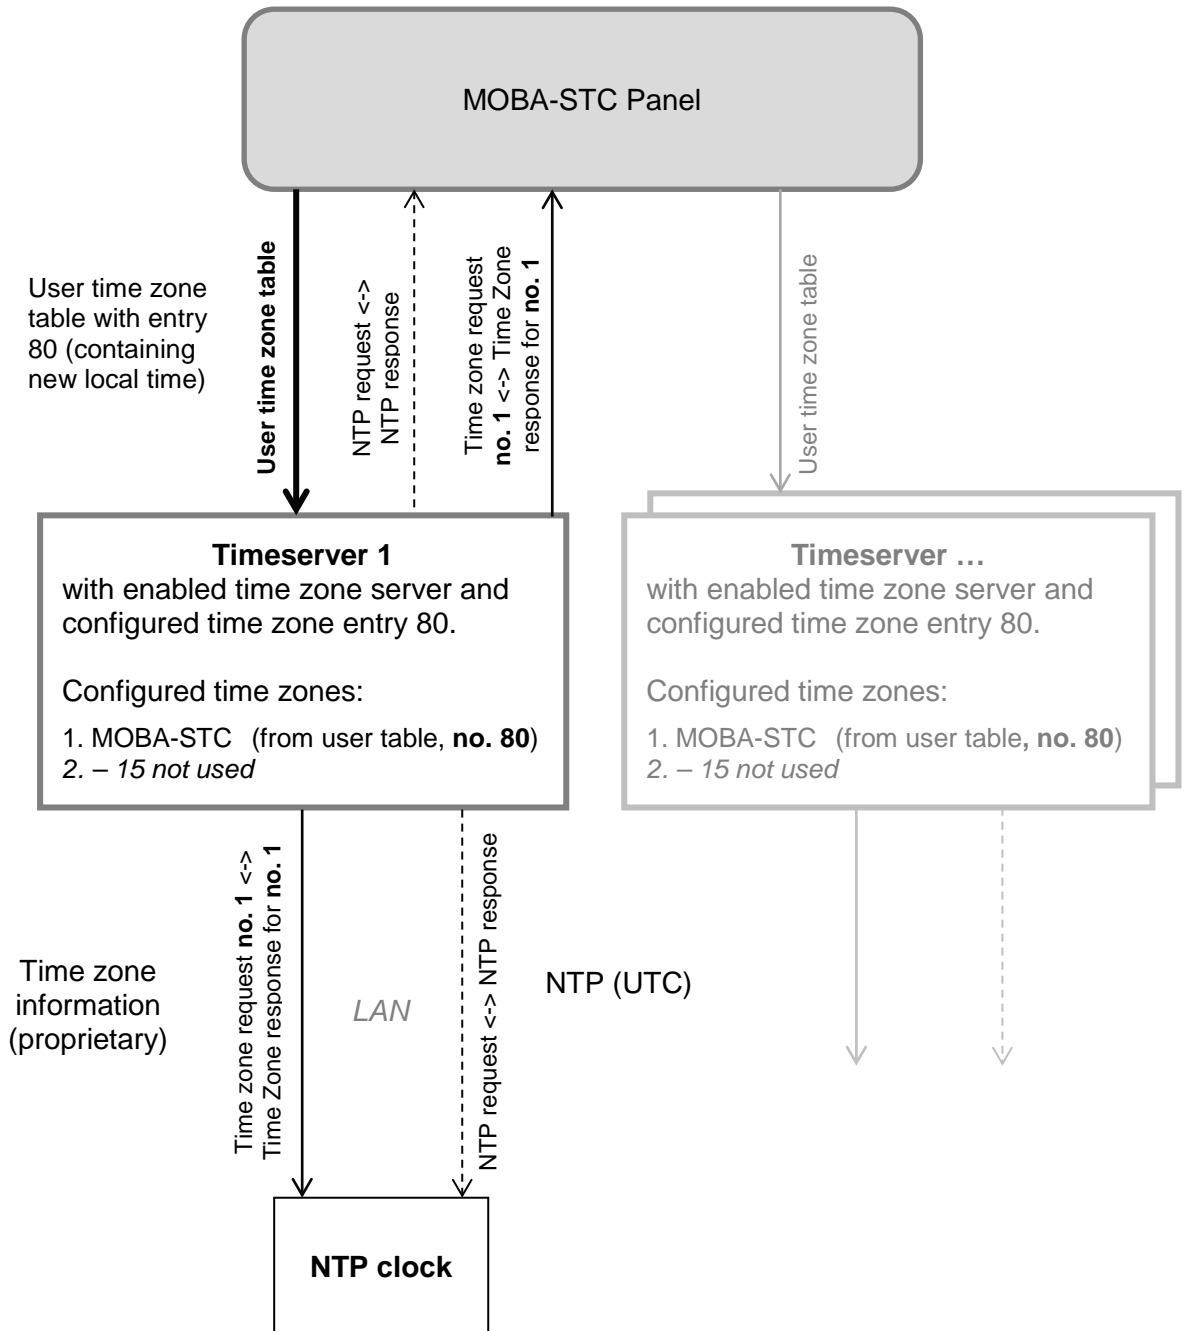 MOBA-STC Panel
User time zone
table with entry
80 (containing
new local time)
User time zone table
NTP request <->
NTP response
Time zone request
no. 1 <-> Time Zone
response for no. 1
User time zone table
Timeserver 1
with enabled time zone server and
configured time zone entry 80.
Configured time zones:
1. MOBA-STC (from user table, no. 80)
2. – 15 not used
Timeserver ...
with enabled time zone server and
configured time zone entry 80.
Configured time zones:
1. MOBA-STC (from user table, no. 80)
2. – 15 not used
Time zone
information
(proprietary)
Time zone request no. 1 <->
Time Zone response for no. 1
LAN
NTP request <-> NTP response
NTP (UTC)
NTP clock